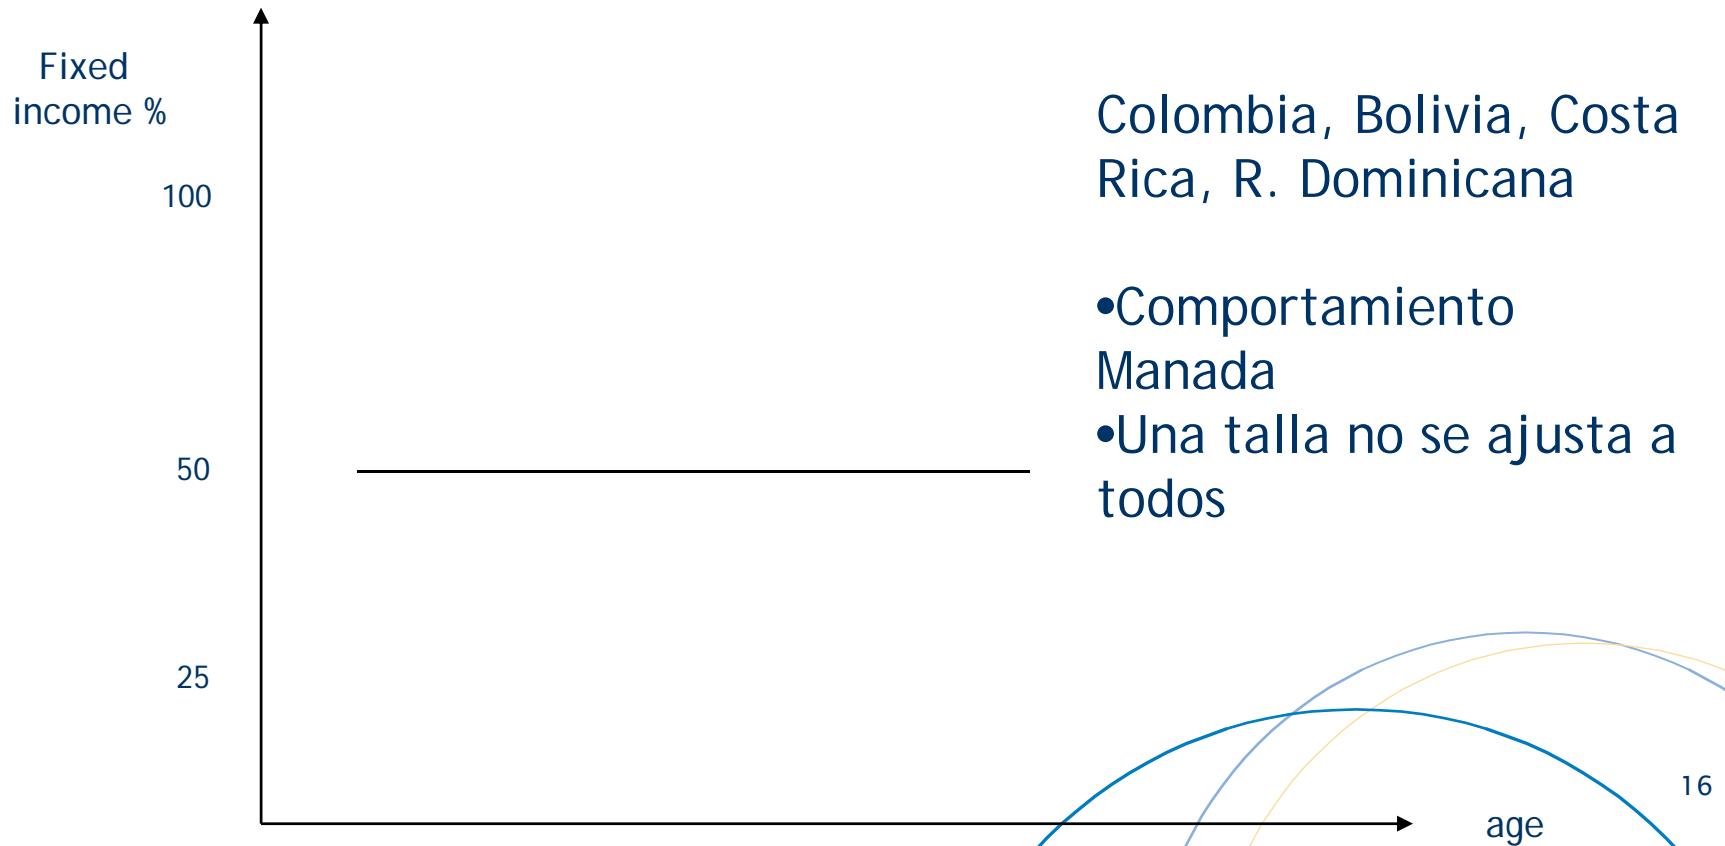 Fixed
income %
100
50
25
age
Colombia, Bolivia, Costa
Rica, R. Dominicana
•Comportamiento
Manada
•Una talla no se ajusta a
todos
16